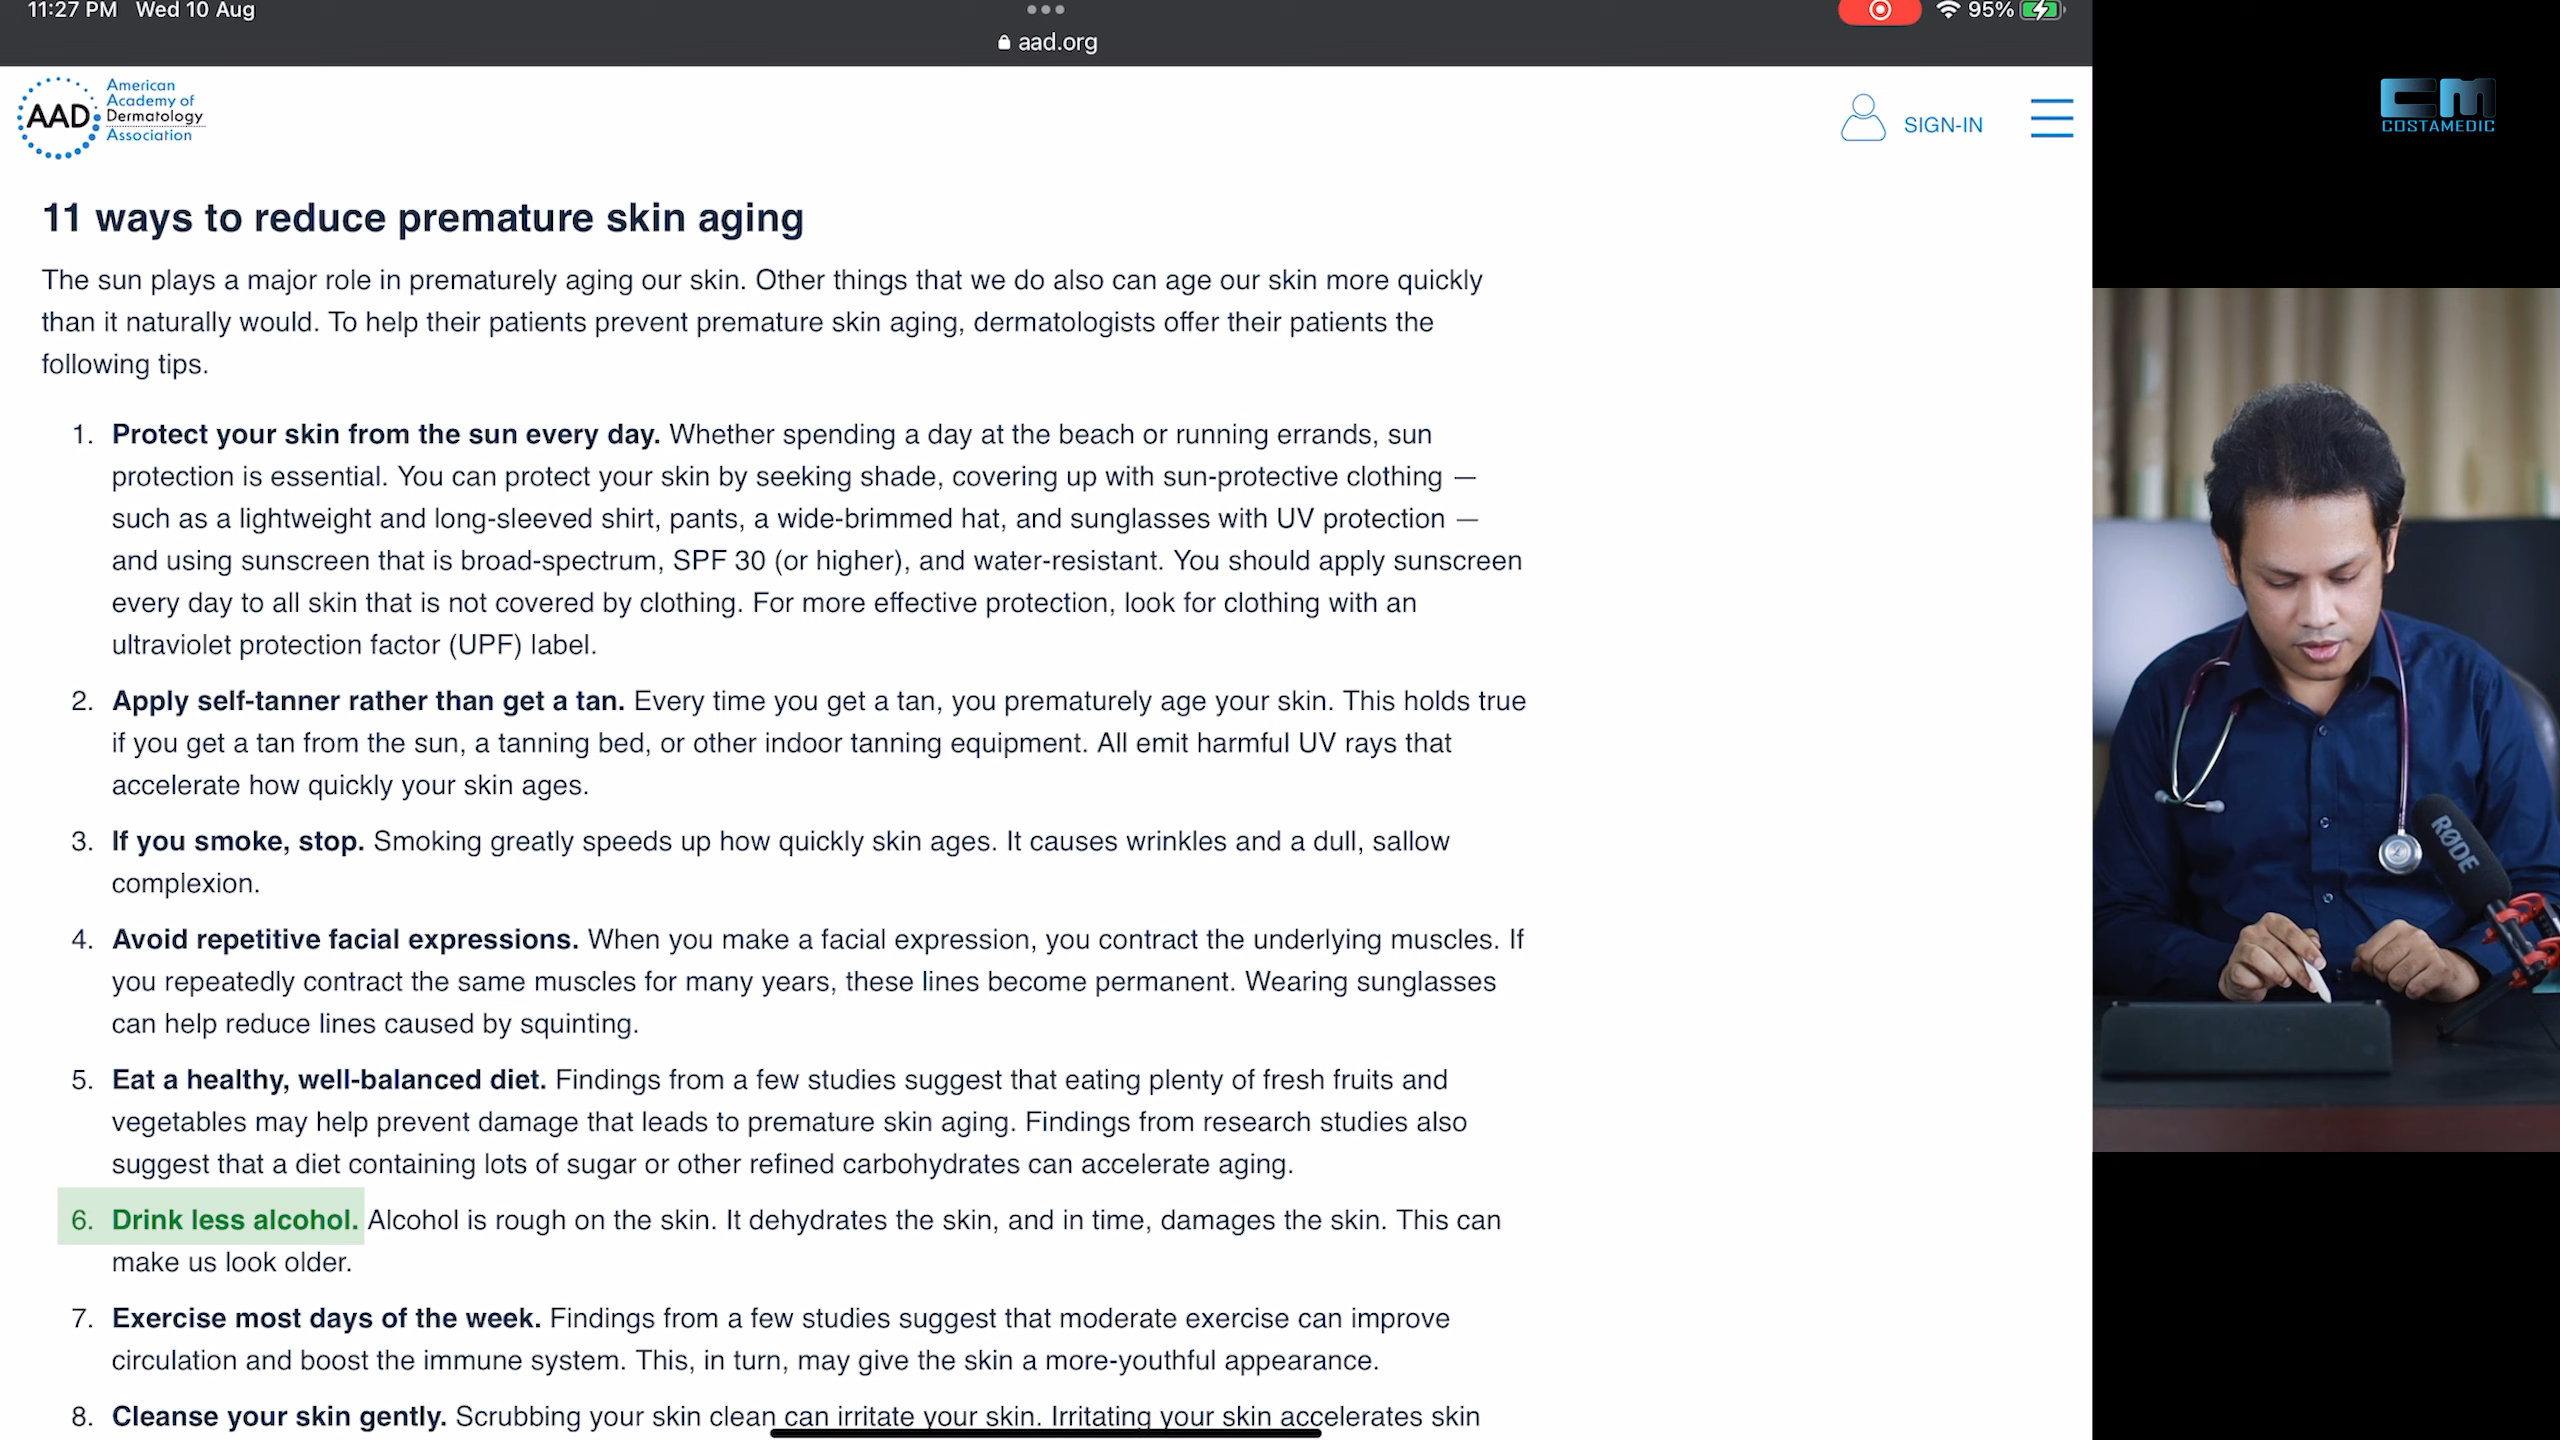 11:27 PM Wed 10 Aug
95%
aad.org
AAD
American
Academy of
Dermatology
Association
SIGN-IN
CM
COSTAMEDIC
11 ways to reduce premature skin aging
The sun plays a major role in prematurely aging our skin. Other things that we do also can age our skin more quickly
than it naturally would. To help their patients prevent premature skin aging, dermatologists offer their patients the
following tips.
1. Protect your skin from the sun every day. Whether spending a day at the beach or running errands, sun
protection is essential. You can protect your skin by seeking shade, covering up with sun-protective clothing —
such as a lightweight and long-sleeved shirt, pants, a wide-brimmed hat, and sunglasses with UV protection —
and using sunscreen that is broad-spectrum, SPF 30 (or higher), and water-resistant. You should apply sunscreen
every day to all skin that is not covered by clothing. For more effective protection, look for clothing with an
ultraviolet protection factor (UPF) label.
2. Apply self-tanner rather than get a tan. Every time you get a tan, you prematurely age your skin. This holds true
if you get a tan from the sun, a tanning bed, or other indoor tanning equipment. All emit harmful UV rays that
accelerate how quickly your skin ages.
3. If you smoke, stop. Smoking greatly speeds up how quickly skin ages. It causes wrinkles and a dull, sallow
complexion.
4. Avoid repetitive facial expressions. When you make a facial expression, you contract the underlying muscles. If
you repeatedly contract the same muscles for many years, these lines become permanent. Wearing sunglasses
can help reduce lines caused by squinting.
5. Eat a healthy, well-balanced diet. Findings from a few studies suggest that eating plenty of fresh fruits and
vegetables may help prevent damage that leads to premature skin aging. Findings from research studies also
suggest that a diet containing lots of sugar or other refined carbohydrates can accelerate aging.
6. Drink less alcohol. Alcohol is rough on the skin. It dehydrates the skin, and in time, damages the skin. This can
make us look older.
7. Exercise most days of the week. Findings from a few studies suggest that moderate exercise can improve
circulation and boost the immune system. This, in turn, may give the skin a more-youthful appearance.
8. Cleanse your skin gently. Scrubbing your skin clean can irritate your skin. Irritating your skin accelerates skin
RØDE